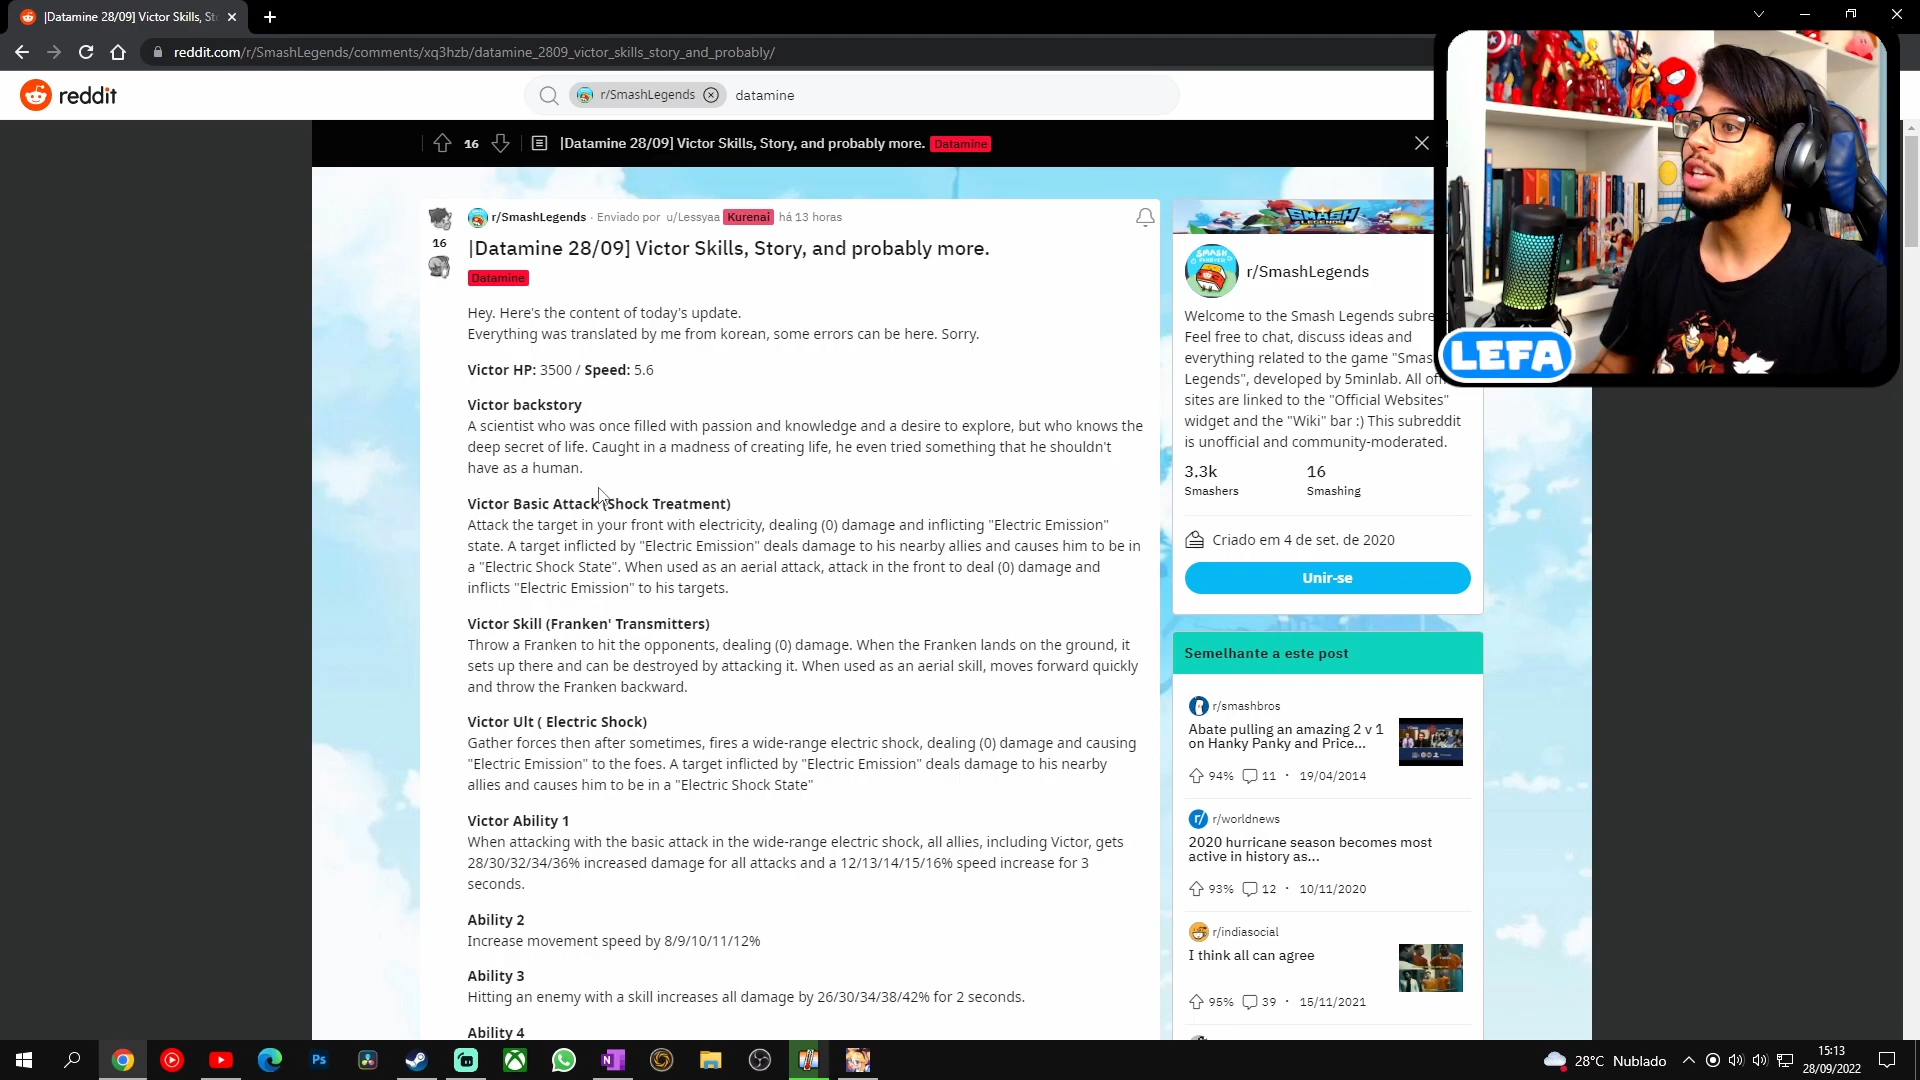 |Datamine 28/09] Victor Skills, St
reddit.com/r/SmashLegends/comments/xq3hzb/datamine_2809_victor_skills_story_and_probably/
reddit
r/SmashLegends
datamine
16
|Datamine 28/09] Victor Skills, Story, and probably more.
Datamine
r/SmashLegends · Enviado por u/Lessyaa Kurenai há 13 horas
16
|Datamine 28/09] Victor Skills, Story, and probably more.
Datamine
Hey. Here's the content of today's update.
Everything was translated by me from korean, some errors can be here. Sorry.
Victor HP: 3500 / Speed: 5.6
Victor backstory
A scientist who was once filled with passion and knowledge and a desire to explore, but who knows the
deep secret of life. Caught in a madness of creating life, he even tried something that he shouldn't
have as a human.
Victor Basic Attack (Shock Treatment)
Attack the target in your front with electricity, dealing (0) damage and inflicting "Electric Emission"
state. A target inflicted by "Electric Emission" deals damage to his nearby allies and causes him to be in
a "Electric Shock State". When used as an aerial attack, attack in the front to deal (0) damage and
inflicts "Electric Emission" to his targets.
Victor Skill (Franken' Transmitters)
Throw a Franken to hit the opponents, dealing (0) damage. When the Franken lands on the ground, it
sets up there and can be destroyed by attacking it. When used as an aerial skill, moves forward quickly
and throw the Franken backward.
Victor Ult ( Electric Shock)
Gather forces then after sometimes, fires a wide-range electric shock, dealing (0) damage and causing
"Electric Emission" to the foes. A target inflicted by "Electric Emission" deals damage to his nearby
allies and causes him to be in a "Electric Shock State"
Victor Ability 1
When attacking with the basic attack in the wide-range electric shock, all allies, including Victor, gets
28/30/32/34/36% increased damage for all attacks and a 12/13/14/15/16% speed increase for 3
seconds.
Ability 2
Increase movement speed by 8/9/10/11/12%
Ability 3
Hitting an enemy with a skill increases all damage by 26/30/34/38/42% for 2 seconds.
Ability 4
SMASH LEGENDS
r/SmashLegends
Welcome to the Smash Legends subre
Feel free to chat, discuss ideas and
everything related to the game "Smas
Legends", developed by 5minlab. All of
sites are linked to the "Official Websites"
widget and the "Wiki" bar :) This subreddit
is unofficial and community-moderated.
3.3k
Smashers
16
Smashing
Criado em 4 de set. de 2020
Unir-se
Semelhante a este post
r/smashbros
Abate pulling an amazing 2 v 1
on Hanky Panky and Price...
94% 11 · 19/04/2014
r/worldnews
2020 hurricane season becomes most
active in history as...
93% 12 · 10/11/2020
r/indiasocial
I think all can agree
95% 39 · 15/11/2021
LEFA
Ps
28°C Nublado
15:13
28/09/2022